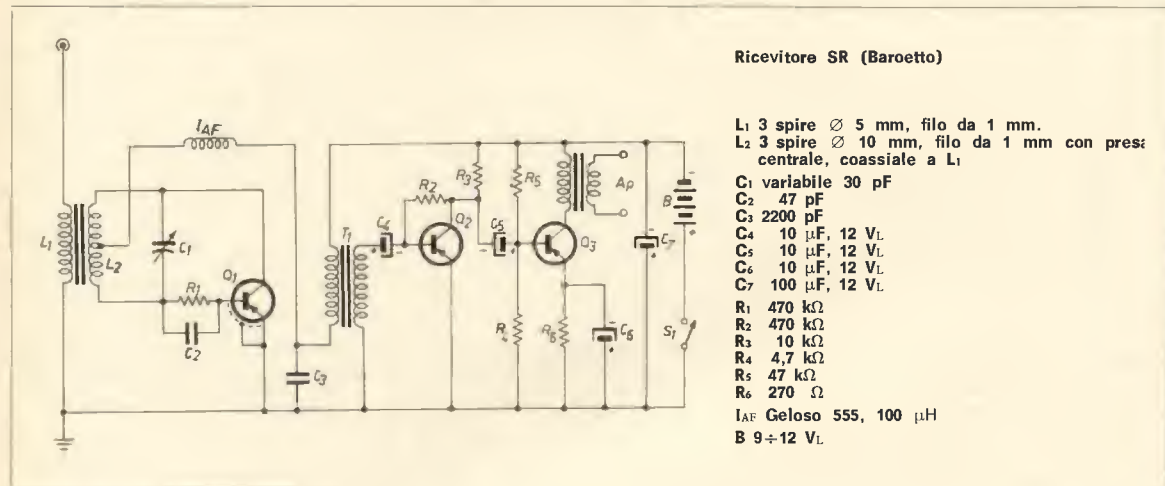 L1
L2
C1
R1
C2
Q1
IAF
C3
T1
C4
R2
Q2
R3
C5
R5
R4
Q3
R6
C6
Ap
C7
B
S1
Ricevitore SR (Baroetto)
L1 3 spire Ø 5 mm, filo da 1 mm.
L2 3 spire Ø 10 mm, filo da 1 mm con presa
centrale, coassiale a L1
C1 variabile 30 pF
C2 47 pF
C3 2200 pF
C4 10 µF, 12 VL
C5 10 µF, 12 VL
C6 10 µF, 12 VL
C7 100 µF, 12 VL
R1 470 kΩ
R2 470 kΩ
R3 10 kΩ
R4 4,7 kΩ
R5 47 kΩ
R6 270 Ω
IAF Geloso 555, 100 µH
B 9÷12 VL